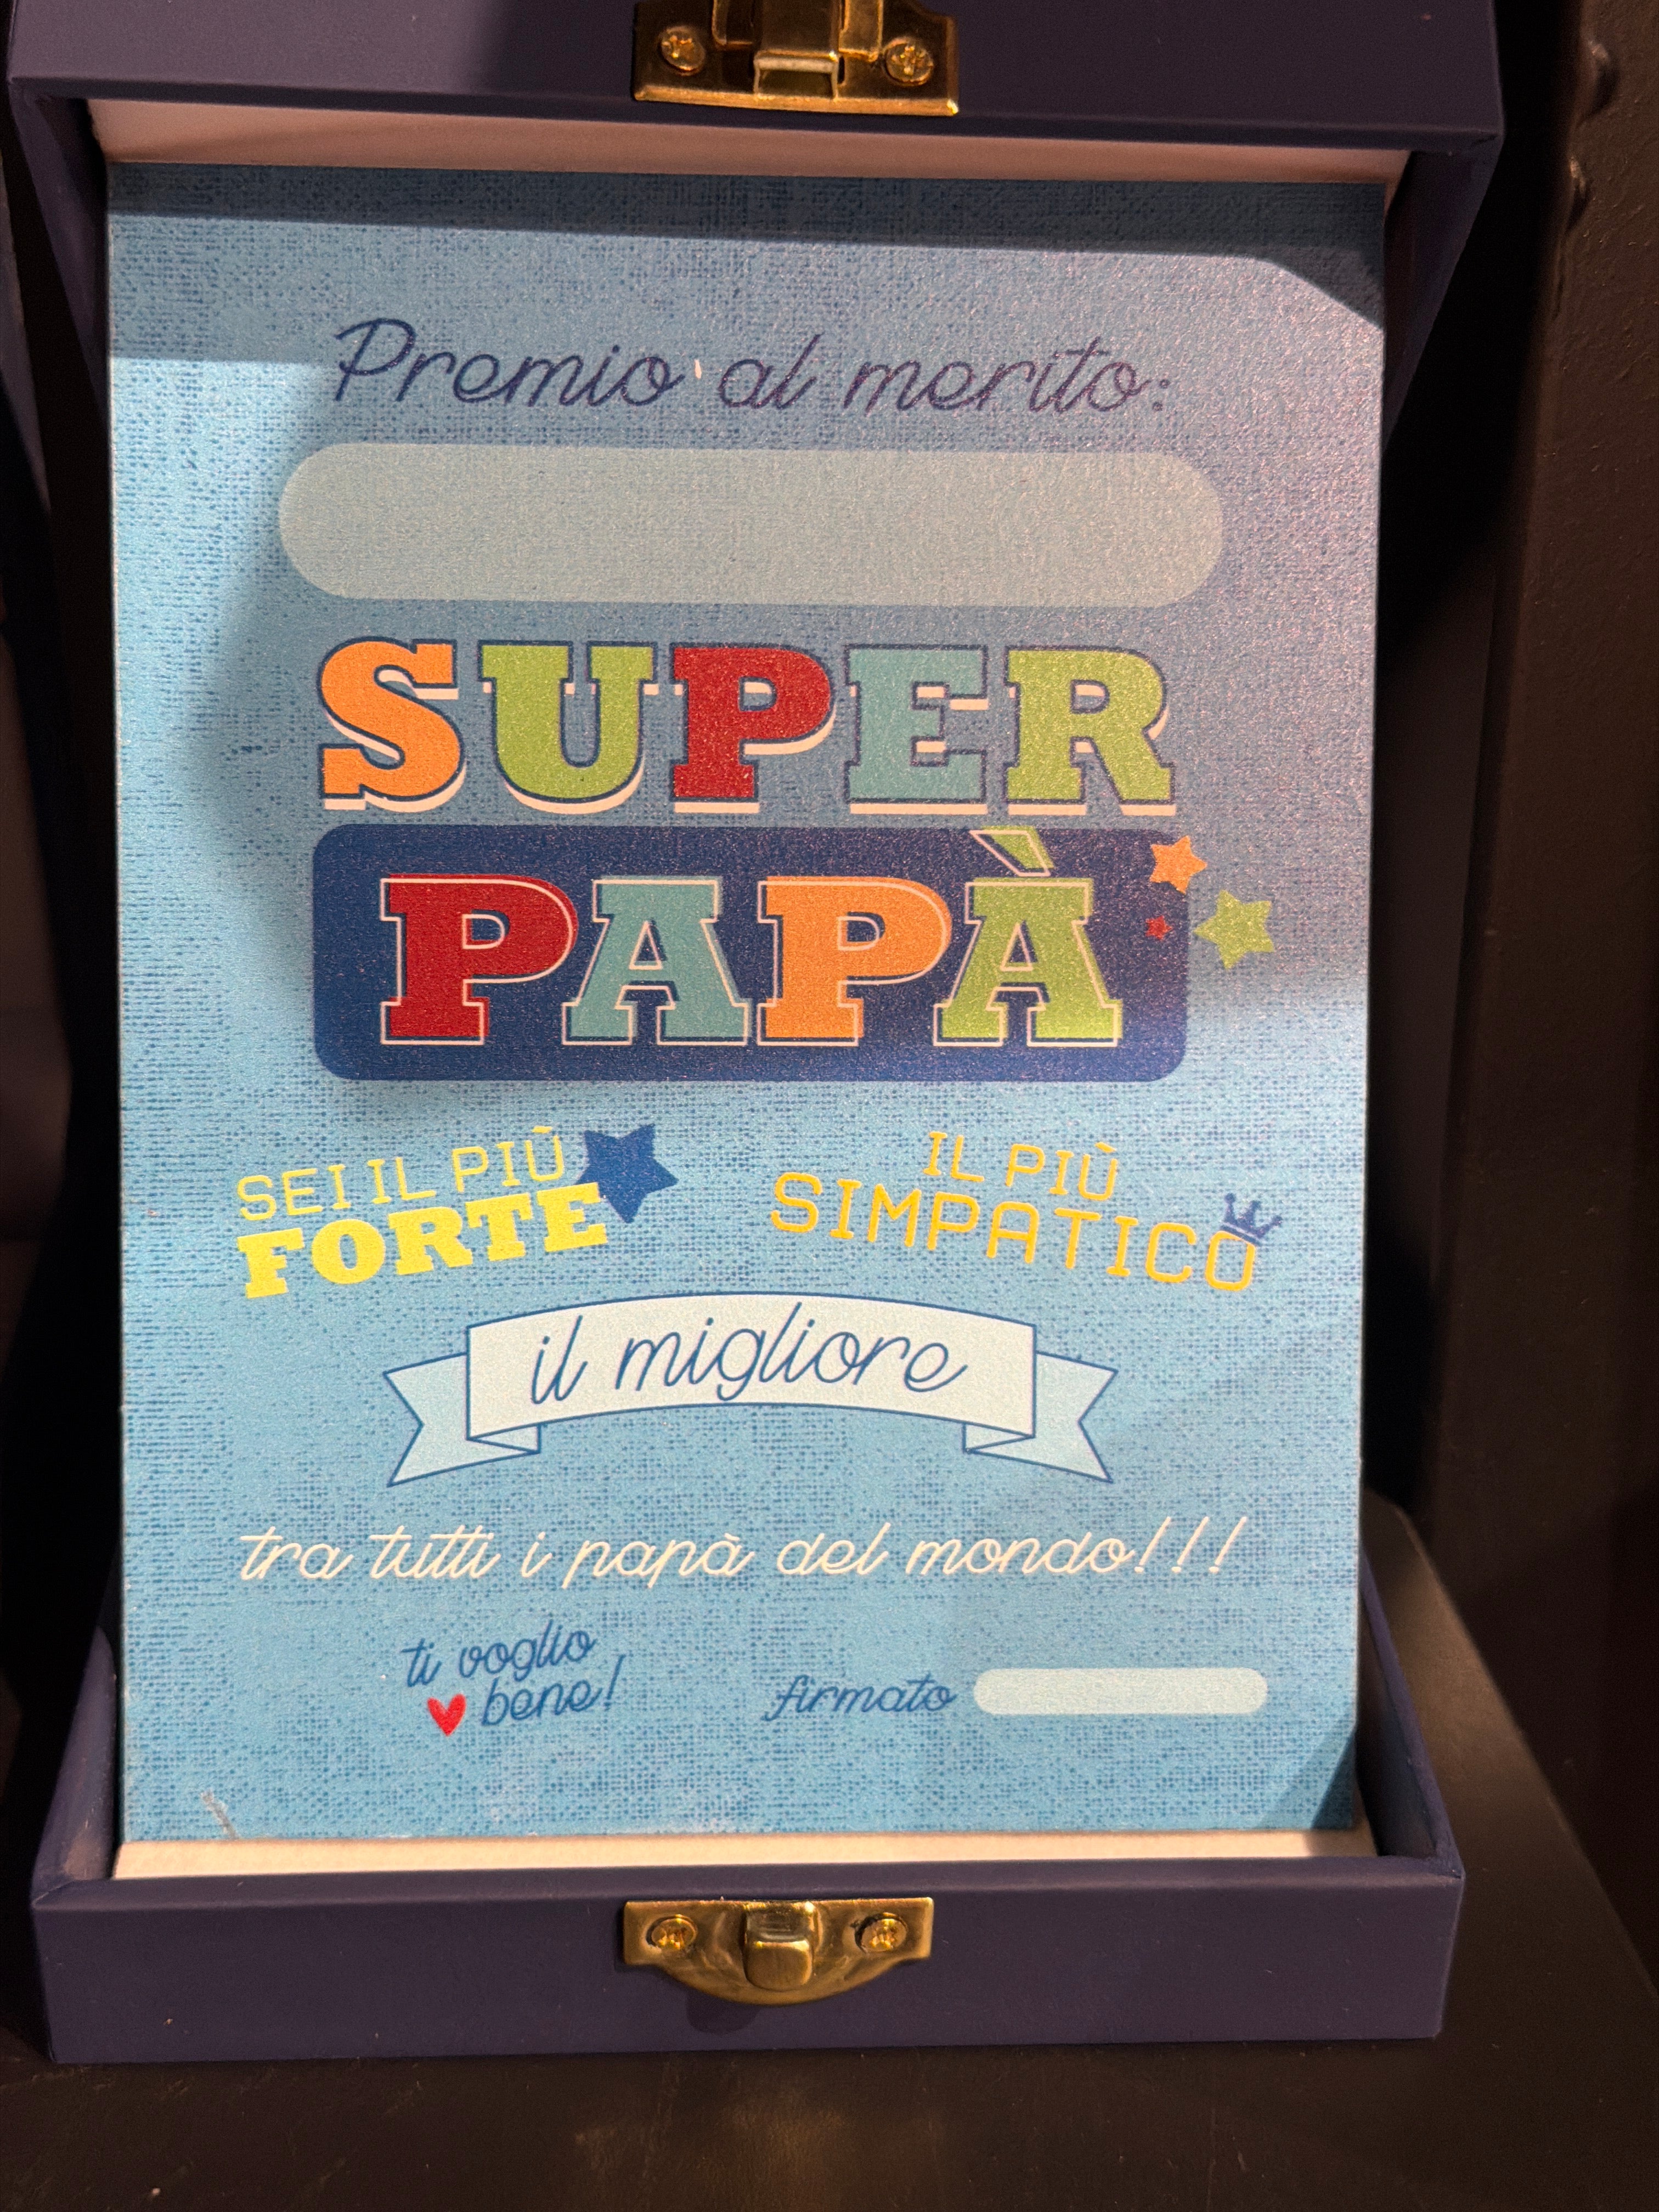 Premio al merito:
SUPER
PAPÀ
SEI IL PIÙ
FORTE
IL PIÙ
SIMPATICO
il migliore
tra tutti i papà del mondo!!!
ti voglio
bene!
firmato